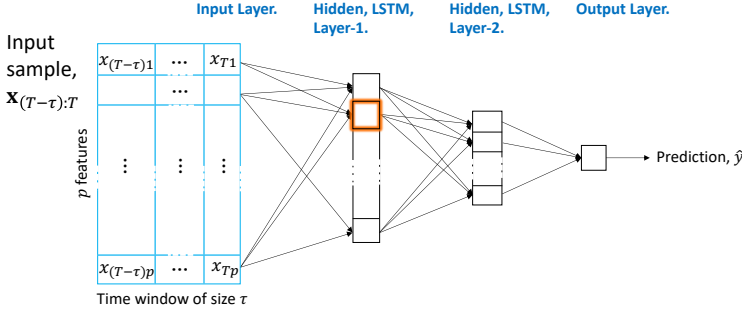 Input Layer.
Hidden, LSTM,
Layer-1.
Hidden, LSTM,
Layer-2.
Output Layer.
Input
sample,
𝐱(𝑇−𝜏):𝑇
𝑥(𝑇−𝜏)1 ⋯ 𝑥𝑇1
⋯
⋮ ⋮ ⋮
𝑝 features
𝑥(𝑇−𝜏)𝑝 ⋯ 𝑥𝑇𝑝
Time window of size 𝜏
Prediction, ŷ